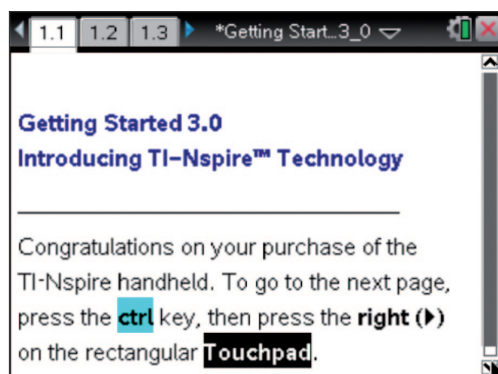 1.1 1.2 1.3 *Getting Start...3_0
Getting Started 3.0
Introducing TI-Nspire™ Technology
Congratulations on your purchase of the
TI-Nspire handheld. To go to the next page,
press the ctrl key, then press the right (▶)
on the rectangular Touchpad.